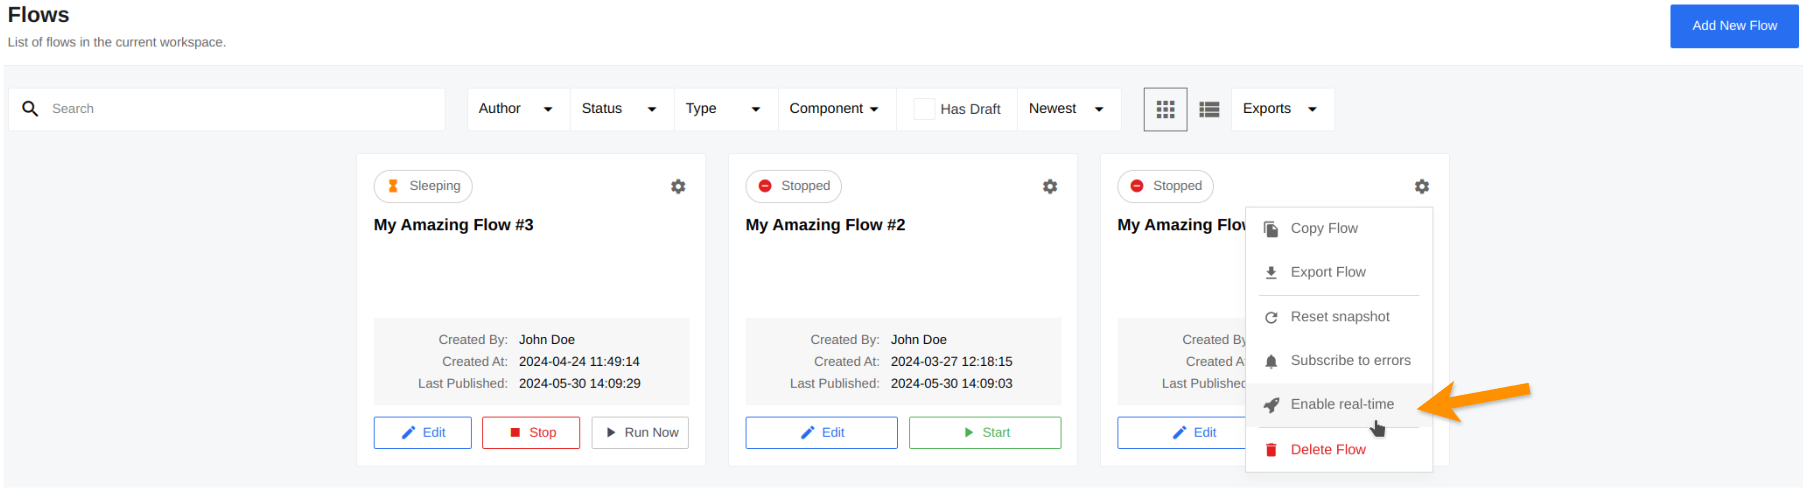 Flows
List of flows in the current workspace.
Add New Flow
Search
Author
Status
Type
Component
Has Draft
Newest
Exports
Sleeping
My Amazing Flow #3
Created By: John Doe
Created At: 2024-04-24 11:49:14
Last Published: 2024-05-30 14:09:29
Edit
Stop
Run Now
Stopped
My Amazing Flow #2
Created By: John Doe
Created At: 2024-03-27 12:18:15
Last Published: 2024-05-30 14:09:03
Edit
Start
Stopped
My Amazing Flo
Created By
Created A
Last Published
Edit
Copy Flow
Export Flow
Reset snapshot
Subscribe to errors
Enable real-time
Delete Flow